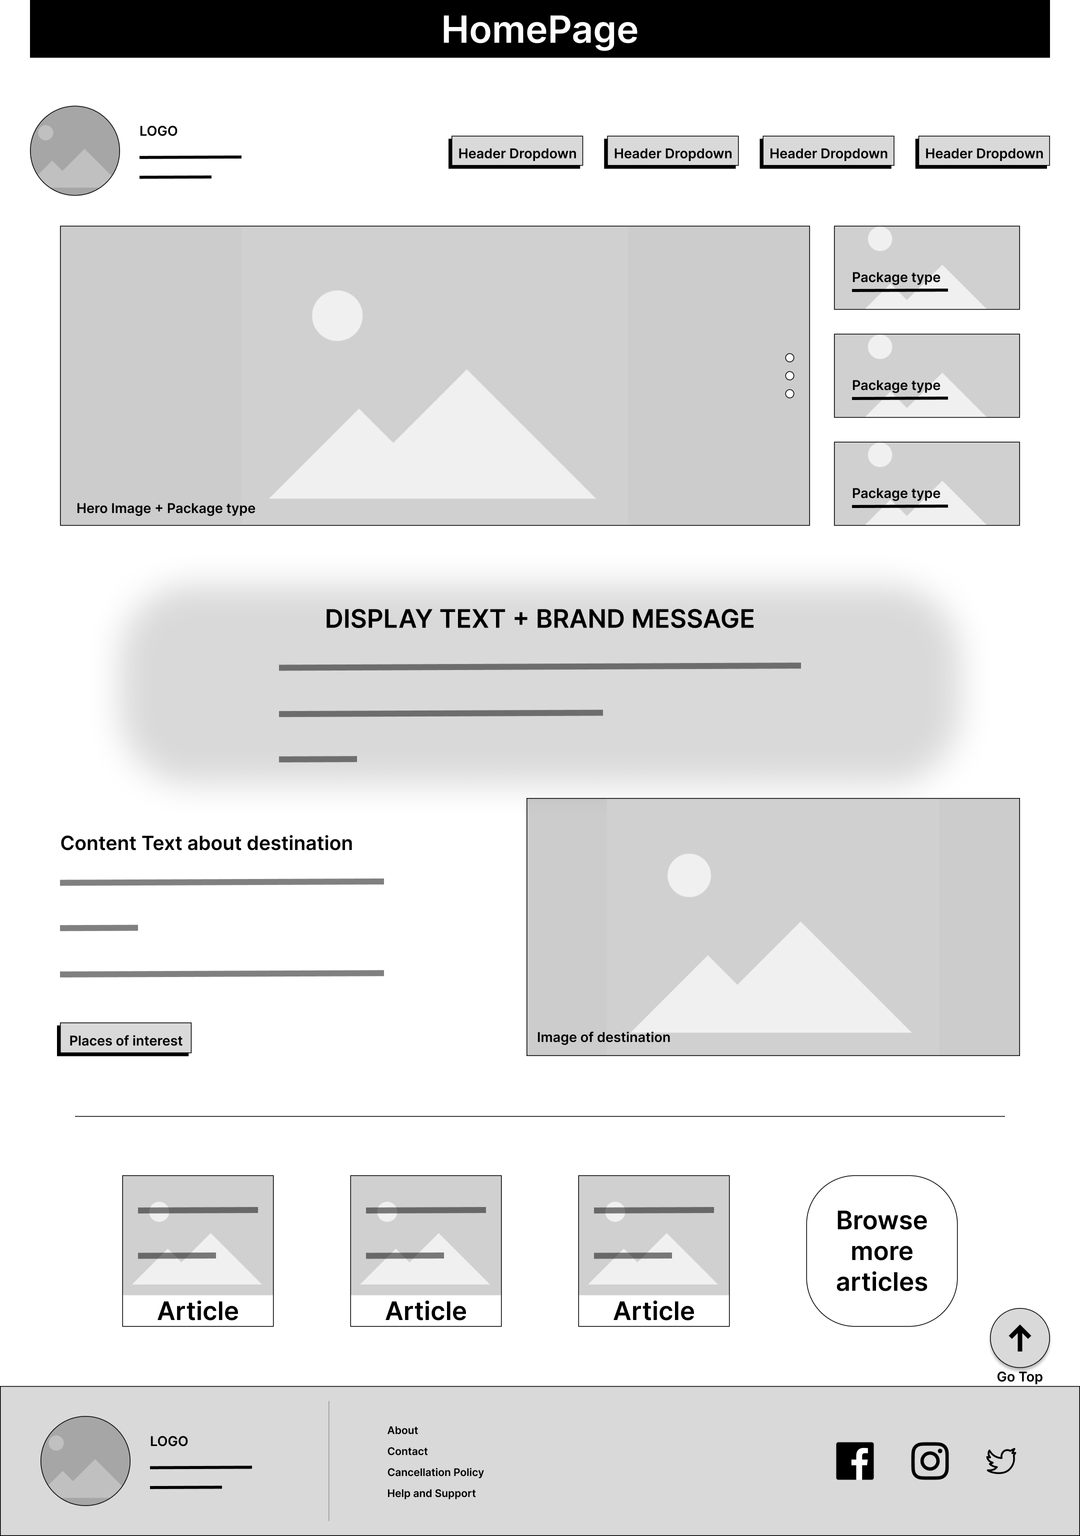 HomePage
LOGO
Header Dropdown
Header Dropdown
Header Dropdown
Header Dropdown
Hero Image + Package type
Package type
Package type
Package type
DISPLAY TEXT + BRAND MESSAGE
Content Text about destination
Places of interest
Image of destination
Article
Article
Article
Browse
more
articles
Go Top
LOGO
About
Contact
Cancellation Policy
Help and Support